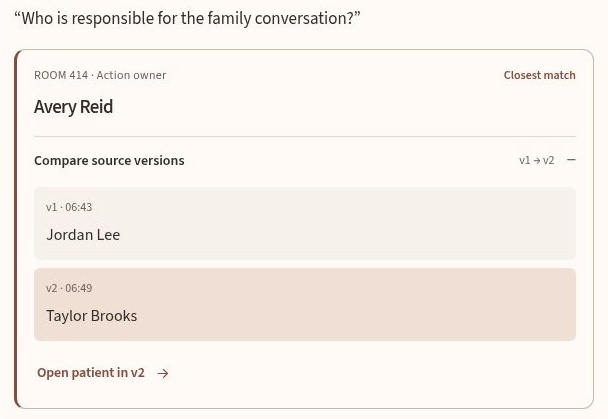 “Who is responsible for the family conversation?”
ROOM 414 · Action owner
Closest match
Avery Reid
Compare source versions
v1 → v2 −
v1 · 06:43
Jordan Lee
v2 · 06:49
Taylor Brooks
Open patient in v2 →